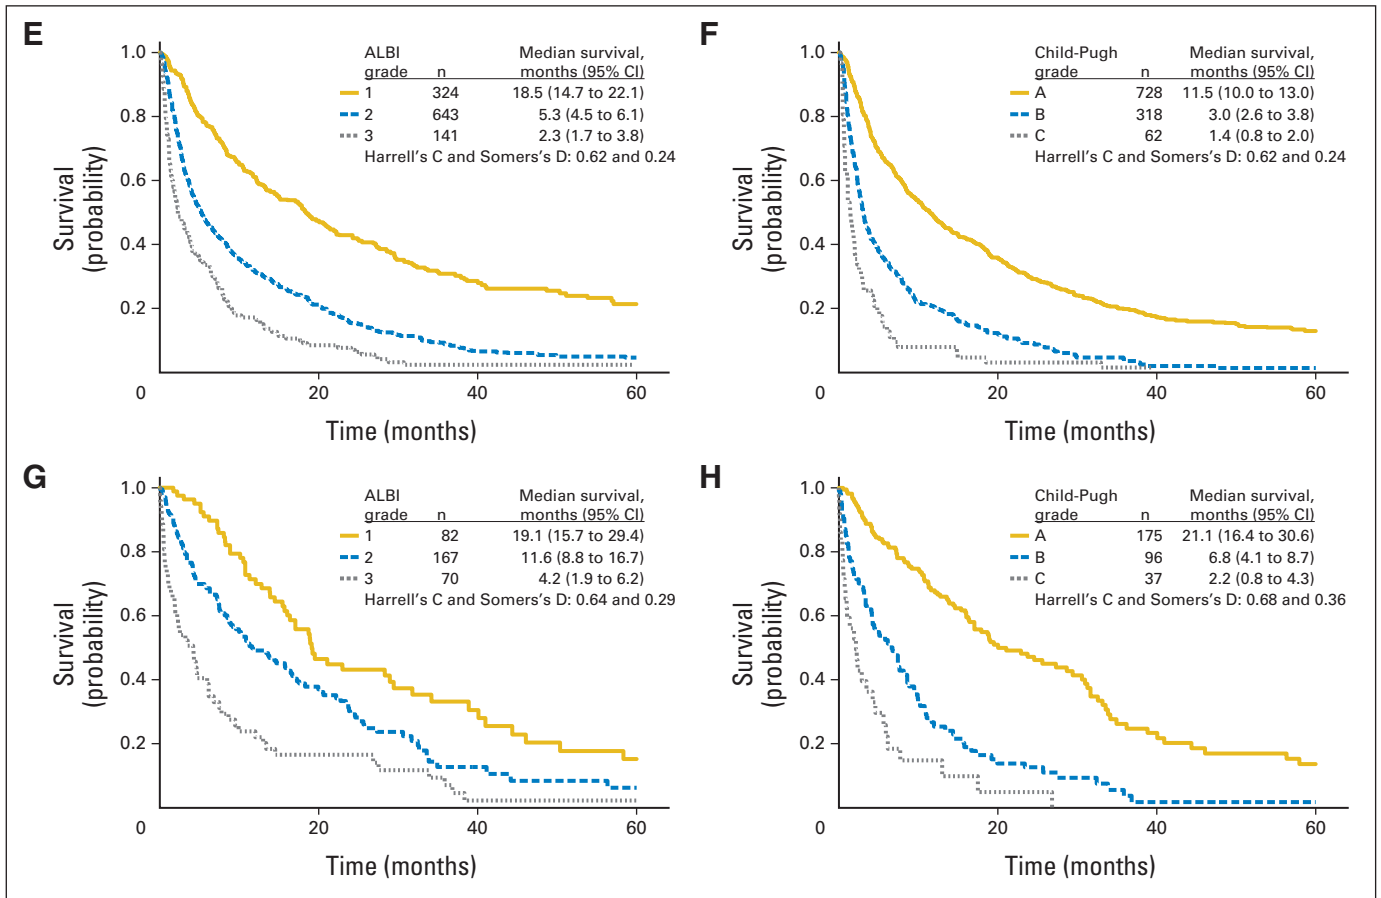 E
ALBI grade n Median survival, months (95% CI)
1 324 18.5 (14.7 to 22.1)
2 643 5.3 (4.5 to 6.1)
3 141 2.3 (1.7 to 3.8)
Harrell's C and Somers's D: 0.62 and 0.24
Survival (probability)
1.0
0.8
0.6
0.4
0.2
0 20 40 60
Time (months)
F
Child-Pugh grade n Median survival, months (95% CI)
A 728 11.5 (10.0 to 13.0)
B 318 3.0 (2.6 to 3.8)
C 62 1.4 (0.8 to 2.0)
Harrell's C and Somers's D: 0.62 and 0.24
Survival (probability)
1.0
0.8
0.6
0.4
0.2
0 20 40 60
Time (months)
G
ALBI grade n Median survival, months (95% CI)
1 82 19.1 (15.7 to 29.4)
2 167 11.6 (8.8 to 16.7)
3 70 4.2 (1.9 to 6.2)
Harrell's C and Somers's D: 0.64 and 0.29
Survival (probability)
1.0
0.8
0.6
0.4
0.2
0 20 40 60
Time (months)
H
Child-Pugh grade n Median survival, months (95% CI)
A 175 21.1 (16.4 to 30.6)
B 96 6.8 (4.1 to 8.7)
C 37 2.2 (0.8 to 4.3)
Harrell's C and Somers's D: 0.68 and 0.36
Survival (probability)
1.0
0.8
0.6
0.4
0.2
0 20 40 60
Time (months)